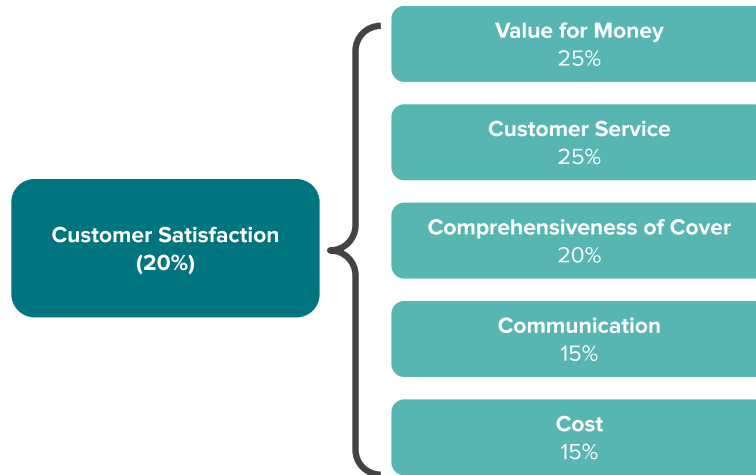 Value for Money
25%
Customer Service
25%
Customer Satisfaction
(20%)
Comprehensiveness of Cover
20%
Communication
15%
Cost
15%